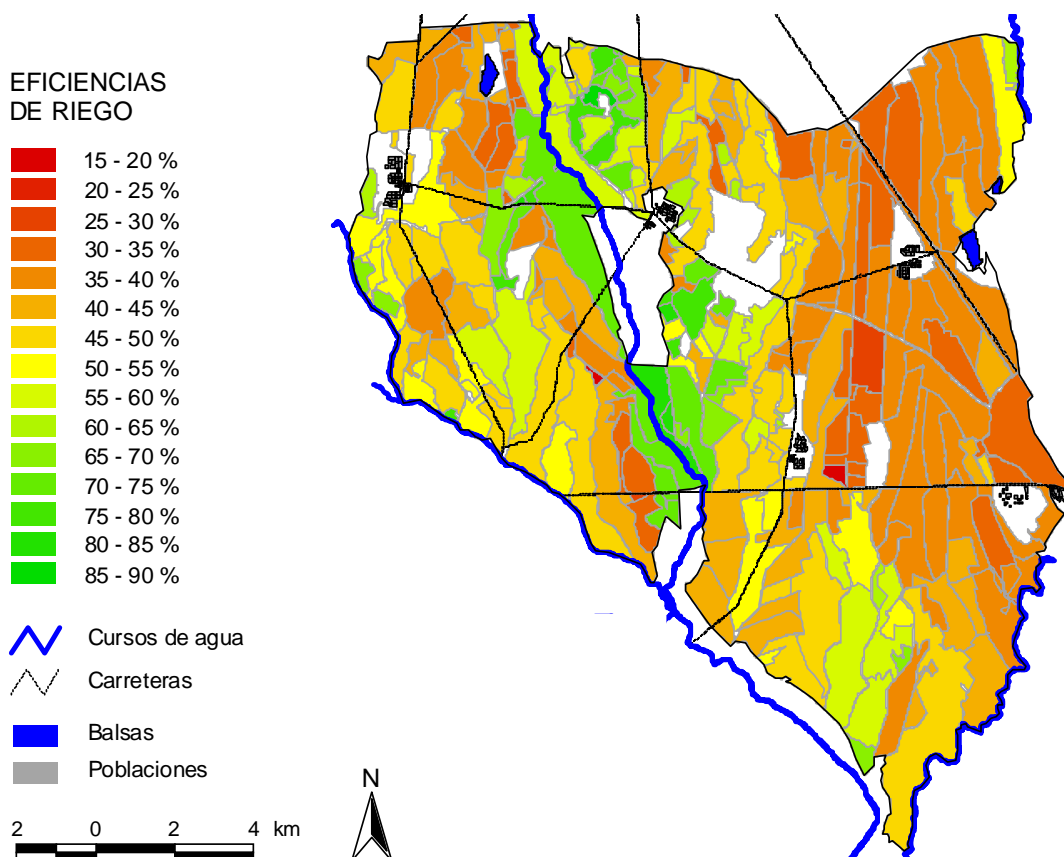 EFICIENCIAS
DE RIEGO
15 - 20 %
20 - 25 %
25 - 30 %
30 - 35 %
35 - 40 %
40 - 45 %
45 - 50 %
50 - 55 %
55 - 60 %
60 - 65 %
65 - 70 %
70 - 75 %
75 - 80 %
80 - 85 %
85 - 90 %
Cursos de agua
Carreteras
Balsas
Poblaciones
N
2 0 2 4 km